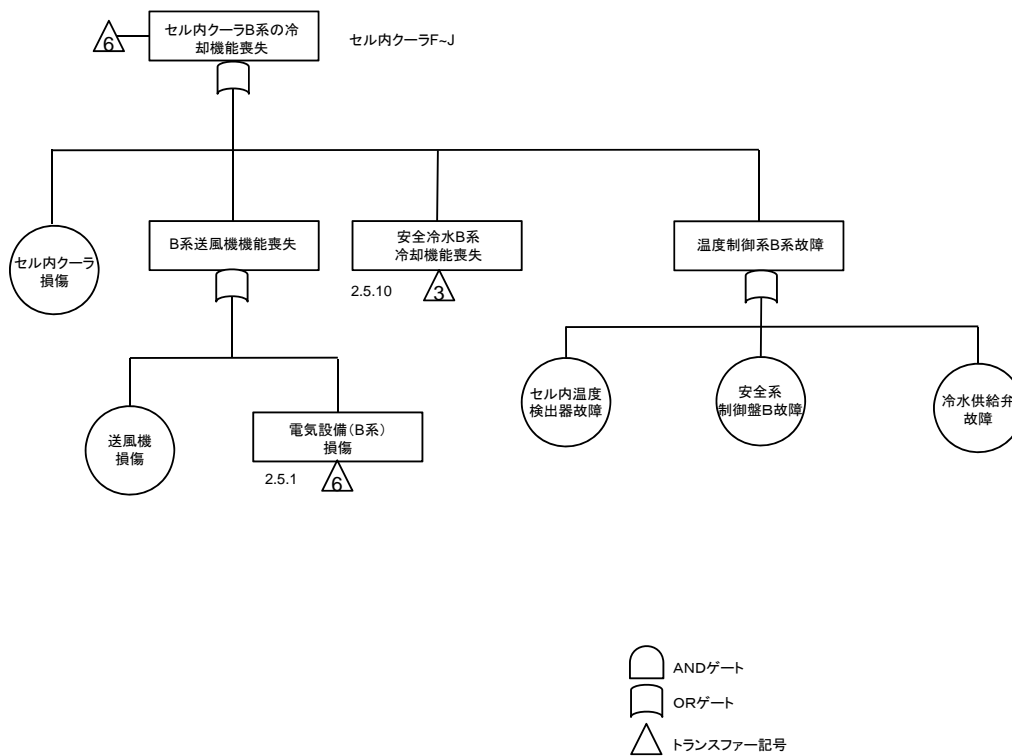 6
セル内クーラB系の冷
却機能喪失
セル内クーラF~J
セル内クーラ
損傷
B系送風機機能喪失
安全冷水B系
冷却機能喪失
2.5.10
3
温度制御系B系故障
送風機
損傷
電気設備（B系）
損傷
2.5.1
6
セル内温度
検出器故障
安全系
制御盤B故障
冷水供給弁
故障
ANDゲート
ORゲート
トランスファー記号